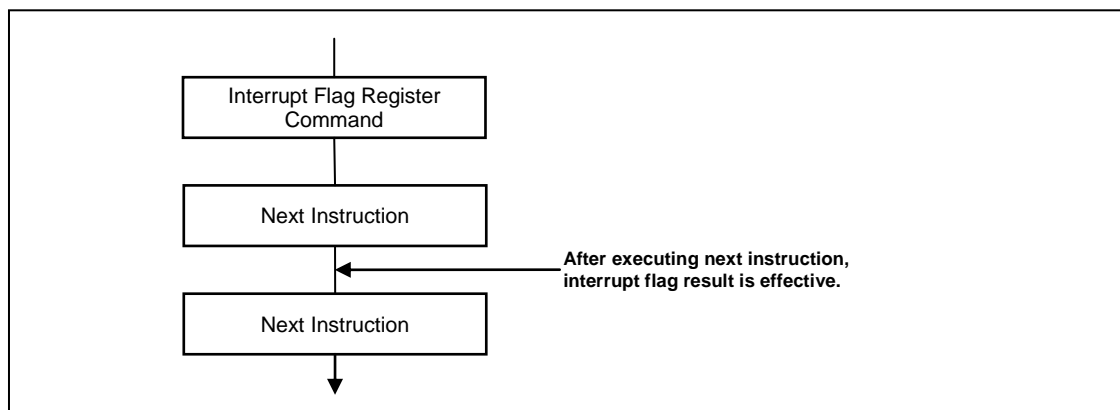 Interrupt Flag Register
Command
Next Instruction
After executing next instruction,
interrupt flag result is effective.
Next Instruction